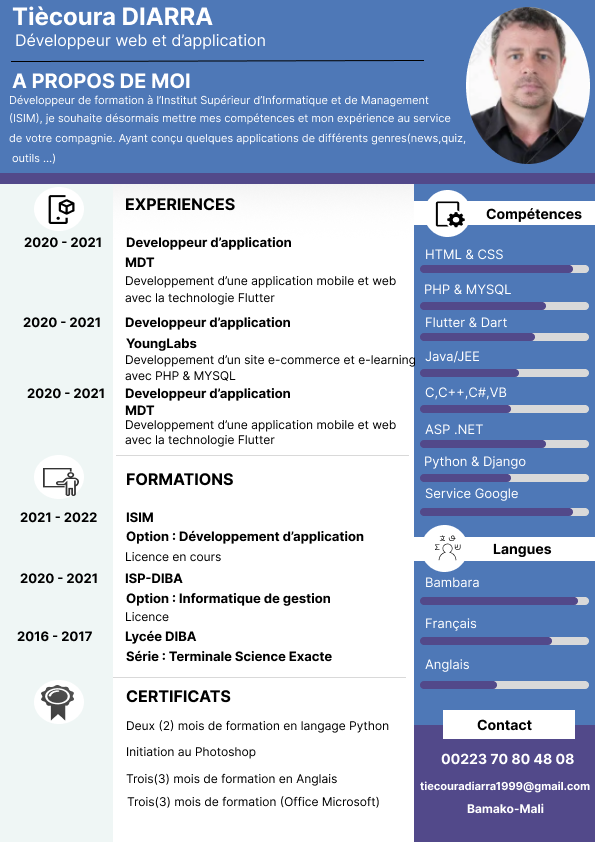 Tiècoura DIARRA
Développeur web et d'application
A PROPOS DE MOI
Développeur de formation à l'Institut Supérieur d'Informatique et de Management
(ISIM), je souhaite désormais mettre mes compétences et mon expérience au service
de votre compagnie. Ayant conçu quelques applications de différents genres(news,quiz,
outils ...)
EXPERIENCES
2020 - 2021 Developpeur d'application
MDT
Developpement d'une application mobile et web
avec la technologie Flutter
2020 - 2021 Developpeur d'application
YoungLabs
Developpement d'un site e-commerce et e-learning
avec PHP & MYSQL
2020 - 2021 Developpeur d'application
MDT
Developpement d'une application mobile et web
avec la technologie Flutter
FORMATIONS
2021 - 2022 ISIM
Option : Développement d'application
Licence en cours
2020 - 2021 ISP-DIBA
Option : Informatique de gestion
Licence
2016 - 2017 Lycée DIBA
Série : Terminale Science Exacte
CERTIFICATS
Deux (2) mois de formation en langage Python
Initiation au Photoshop
Trois(3) mois de formation en Anglais
Trois(3) mois de formation (Office Microsoft)
Compétences
HTML & CSS
PHP & MYSQL
Flutter & Dart
Java/JEE
C,C++,C#,VB
ASP .NET
Python & Django
Service Google
Langues
Bambara
Français
Anglais
Contact
00223 70 80 48 08
tiecouradiarra1999@gmail.com
Bamako-Mali